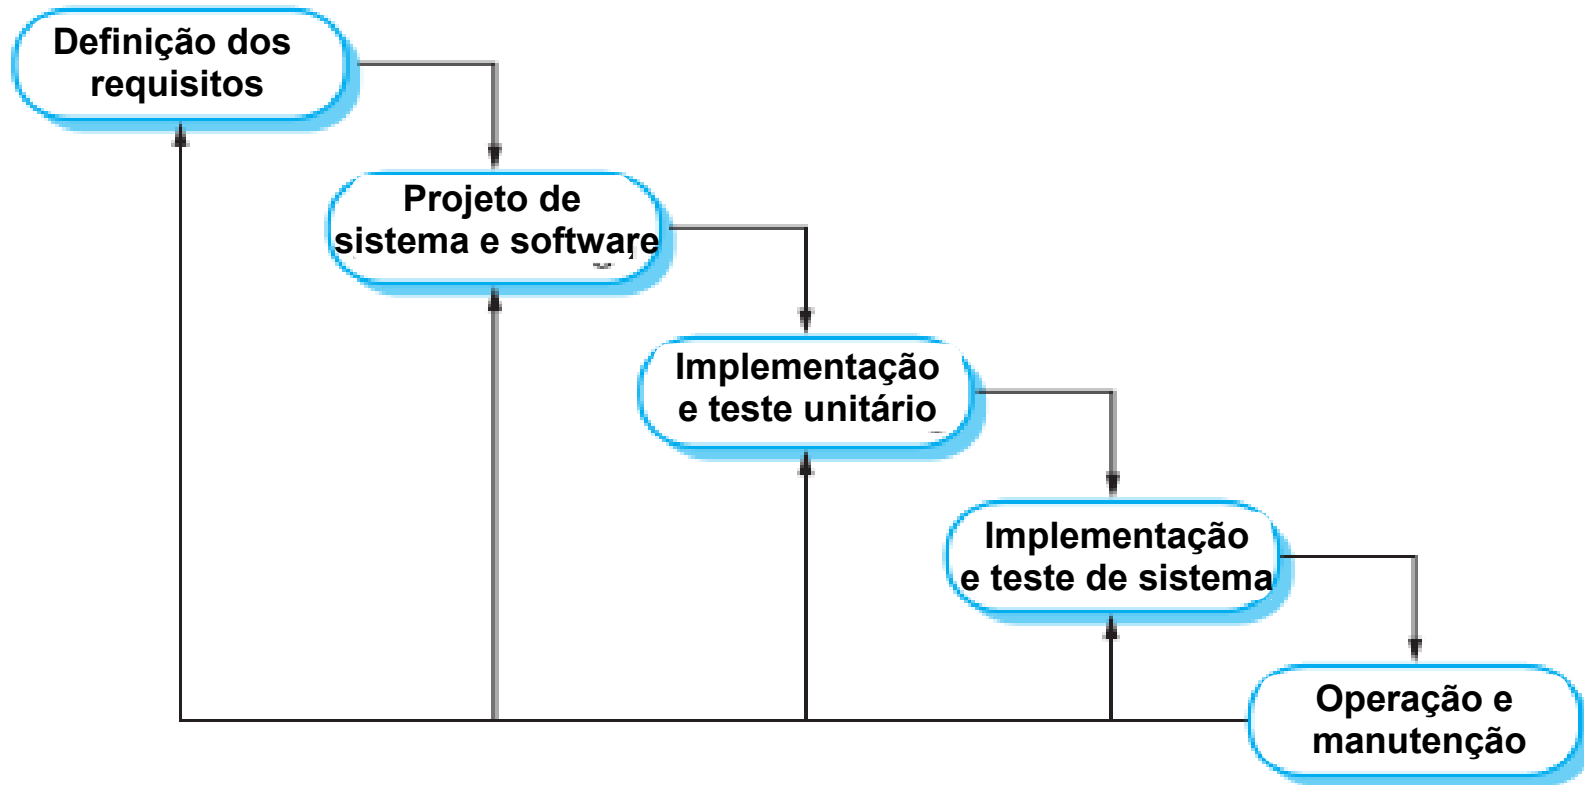 Definição dos
requisitos
Projeto de
sistema e software
Implementação
e teste unitário
Implementação
e teste de sistema
Operação e
manutenção